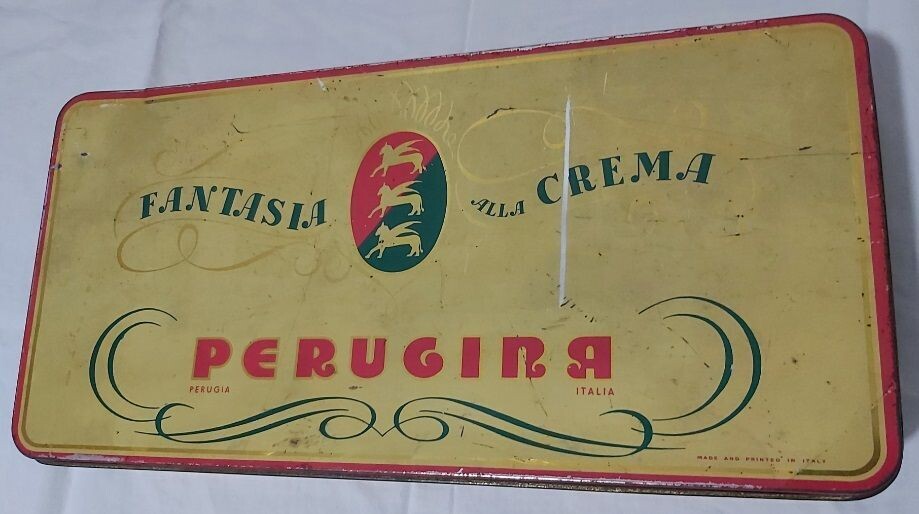 FANTASIA ALLA CREMA
PERUGINA
PERUGIA ITALIA
MADE AND PRINTED IN ITALY